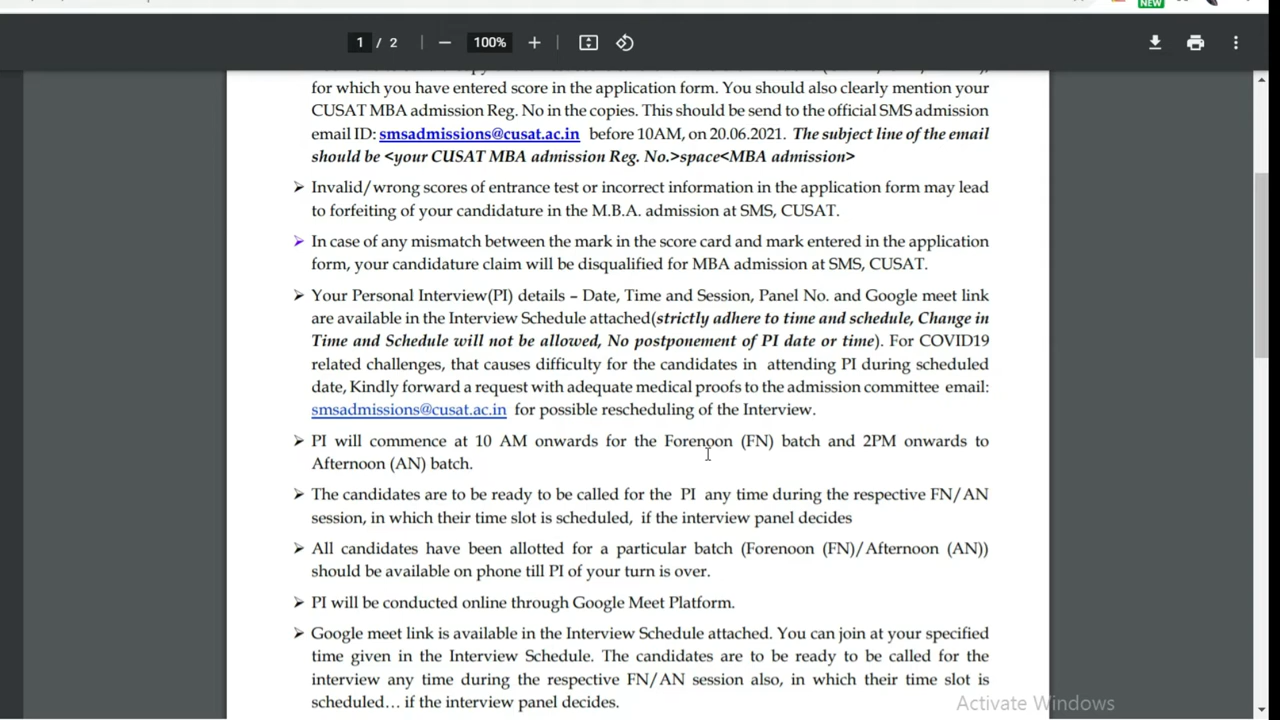 NEW
1 / 2
100%
for which you have entered score in the application form. You should also clearly mention your
CUSAT MBA admission Reg. No in the copies. This should be send to the official SMS admission
email ID: smsadmissions@cusat.ac.in before 10AM, on 20.06.2021. The subject line of the email
should be <your CUSAT MBA admission Reg. No.>space<MBA admission>
➢ Invalid/wrong scores of entrance test or incorrect information in the application form may lead
to forfeiting of your candidature in the M.B.A. admission at SMS, CUSAT.
➢ In case of any mismatch between the mark in the score card and mark entered in the application
form, your candidature claim will be disqualified for MBA admission at SMS, CUSAT.
➢ Your Personal Interview(PI) details – Date, Time and Session, Panel No. and Google meet link
are available in the Interview Schedule attached(strictly adhere to time and schedule, Change in
Time and Schedule will not be allowed, No postponement of PI date or time). For COVID19
related challenges, that causes difficulty for the candidates in attending PI during scheduled
date, Kindly forward a request with adequate medical proofs to the admission committee email:
smsadmissions@cusat.ac.in for possible rescheduling of the Interview.
➢ PI will commence at 10 AM onwards for the Forenoon (FN) batch and 2PM onwards to
Afternoon (AN) batch.
➢ The candidates are to be ready to be called for the PI any time during the respective FN/AN
session, in which their time slot is scheduled, if the interview panel decides
➢ All candidates have been allotted for a particular batch (Forenoon (FN)/Afternoon (AN))
should be available on phone till PI of your turn is over.
➢ PI will be conducted online through Google Meet Platform.
➢ Google meet link is available in the Interview Schedule attached. You can join at your specified
time given in the Interview Schedule. The candidates are to be ready to be called for the
interview any time during the respective FN/AN session also, in which their time slot is
scheduled… if the interview panel decides.
Activate Windows